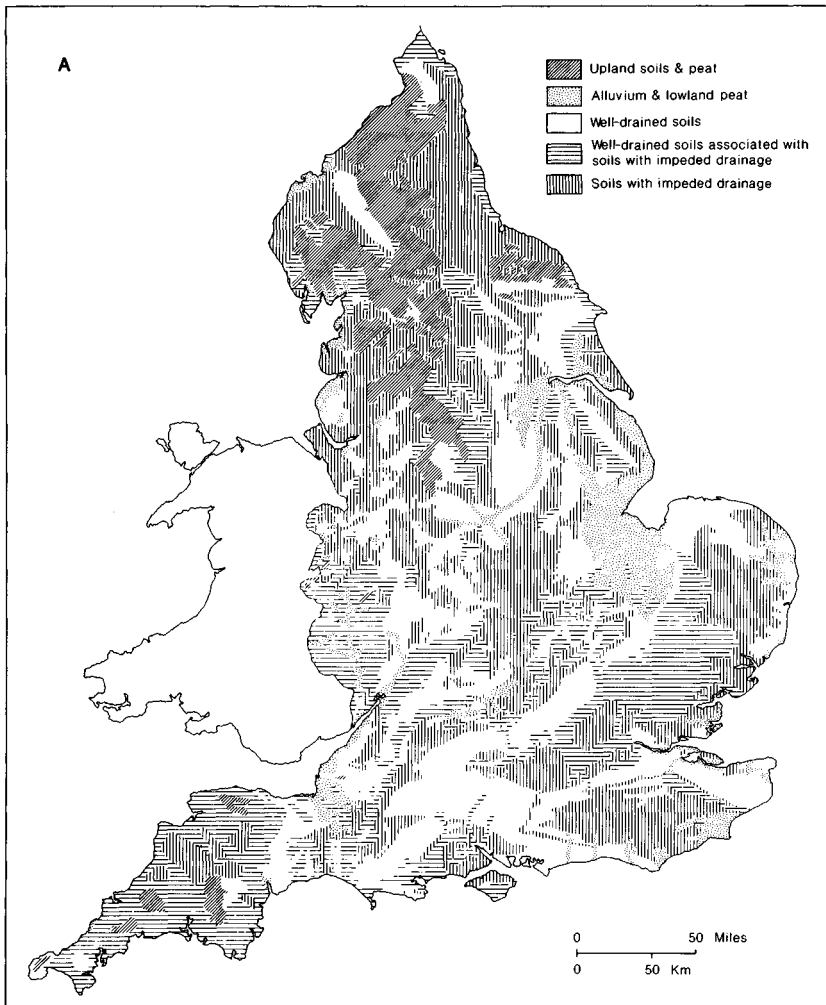 A
Upland soils & peat
Alluvium & lowland peat
Well-drained soils
Well-drained soils associated with
soils with impeded drainage
Soils with impeded drainage
0 50 Miles
0 50 Km